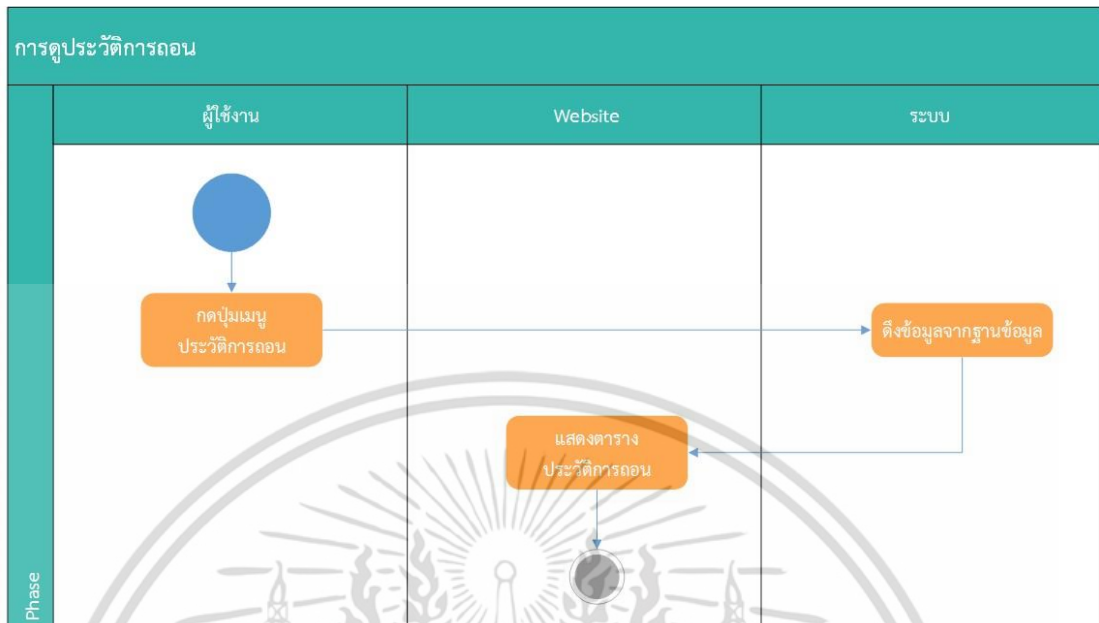 การดูประวัติการถอน
ผู้ใช้งาน
Website
ระบบ
กดปุ่มเมนู
ประวัติการถอน
ดึงข้อมูลจากฐานข้อมูล
แสดงตาราง
ประวัติการถอน
Phase